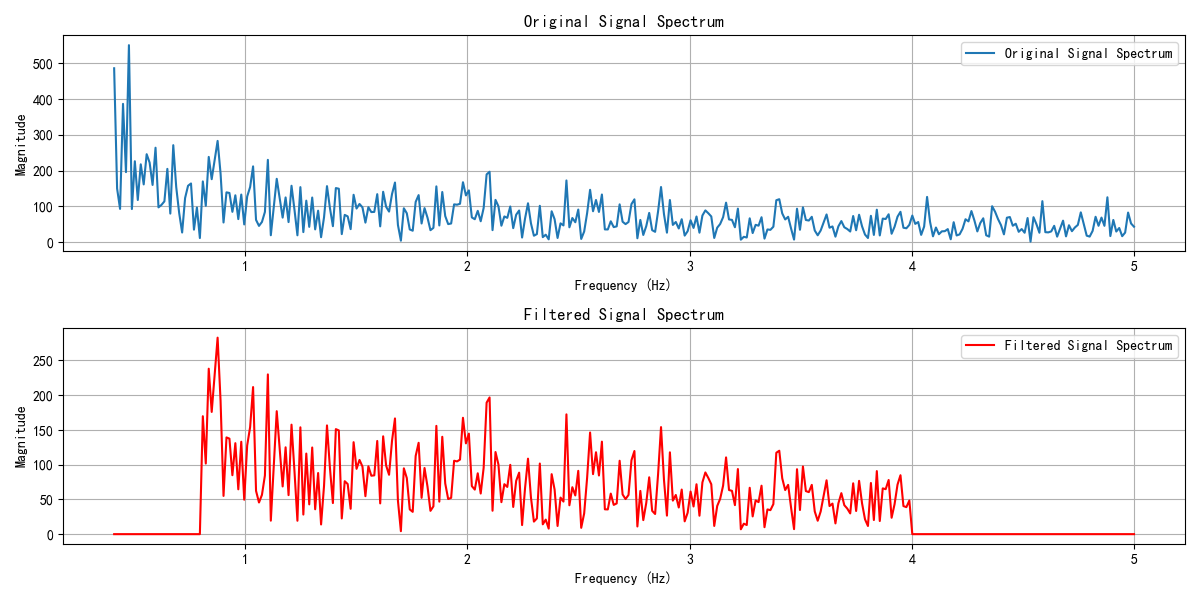 Original Signal Spectrum
Original Signal Spectrum
Magnitude
500
400
300
200
100
0
1
2
3
4
5
Frequency (Hz)
Filtered Signal Spectrum
Filtered Signal Spectrum
Magnitude
250
200
150
100
50
0
1
2
3
4
5
Frequency (Hz)